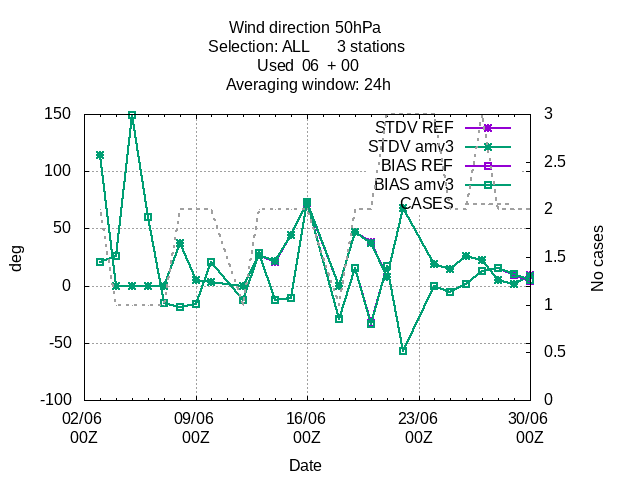 Wind direction 50hPa
Selection: ALL 3 stations
Used 06 + 00
Averaging window: 24h
150
100
50
0
-50
-100
deg
3
2.5
2
1.5
1
0.5
0
No cases
STDV REF
STDV amv3
BIAS REF
BIAS amv3
CASES
02/06 09/06 16/06 23/06 30/06
00Z 00Z 00Z 00Z 00Z
Date